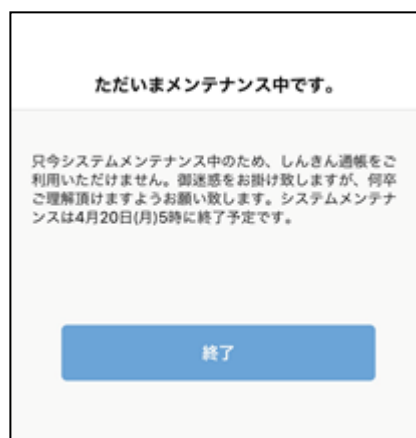 ただいまメンテナンス中です。
只今システムメンテナンス中のため、しんきん通帳をご
利用いただけません。御迷惑をお掛け致しますが、何卒
ご理解頂けますようお願い致します。システムメンテナ
ンスは4月20日(月)5時に終了予定です。
終了